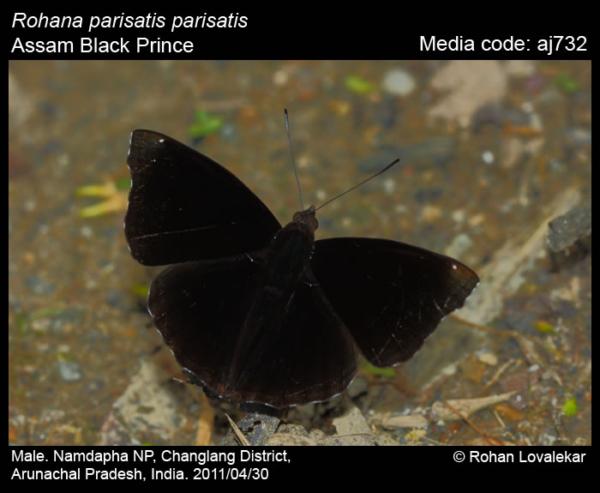 Rohana parisatis parisatis
Assam Black Prince
Media code: aj732
Male. Namdapha NP, Changlang District,
Arunachal Pradesh, India. 2011/04/30
© Rohan Lovalekar